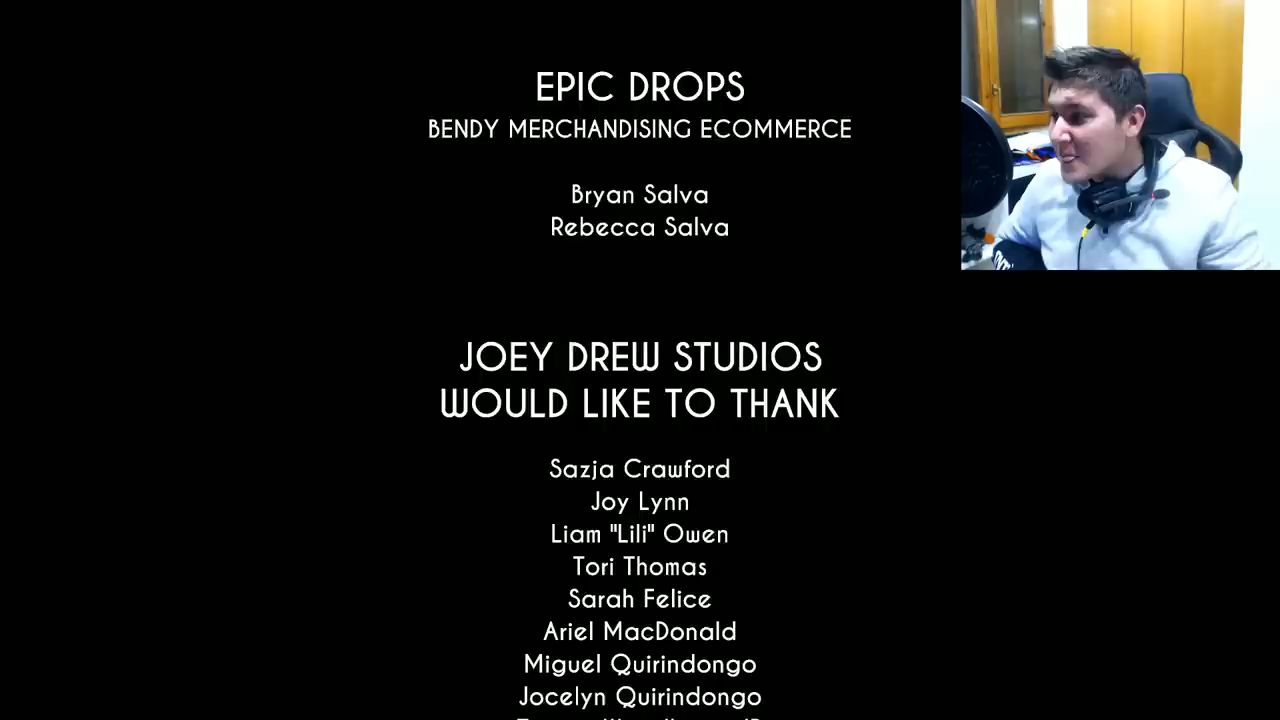 EPIC DROPS
BENDY MERCHANDISING ECOMMERCE
Bryan Salva
Rebecca Salva
JOEY DREW STUDIOS
WOULD LIKE TO THANK
Sazja Crawford
Joy Lynn
Liam "Lili" Owen
Tori Thomas
Sarah Felice
Ariel MacDonald
Miguel Quirindongo
Jocelyn Quirindongo